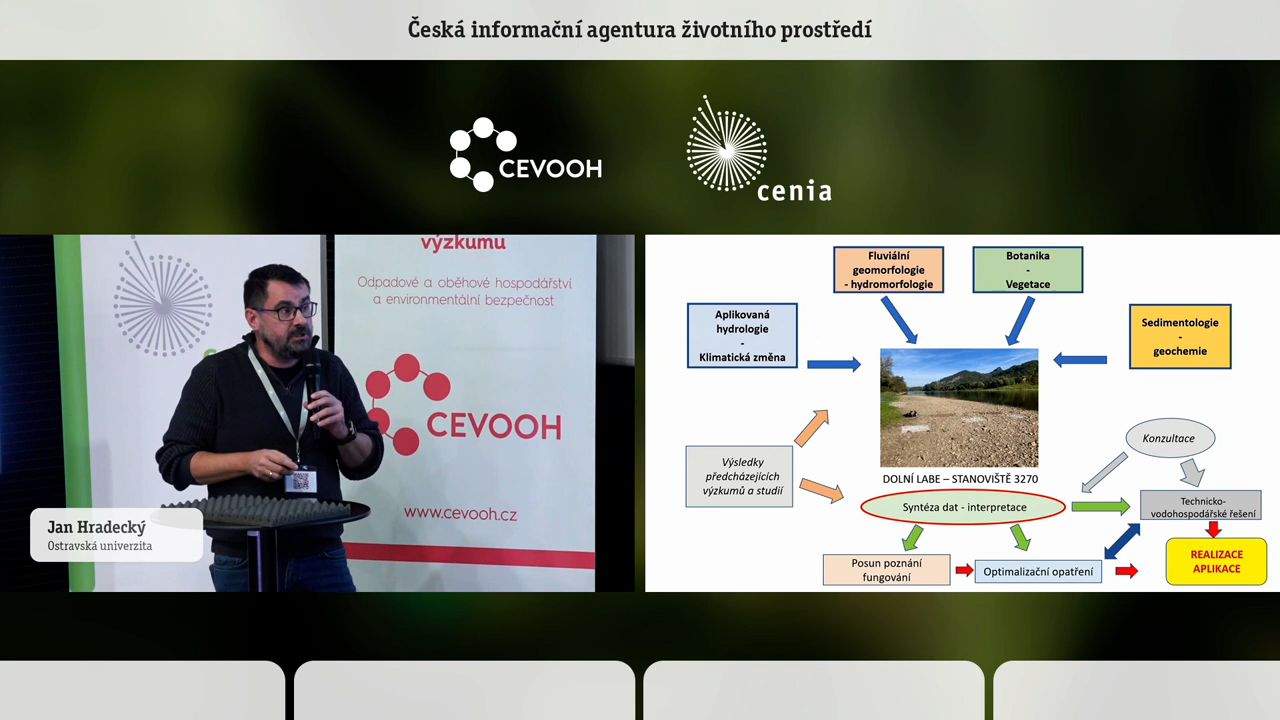 Česká informační agentura životního prostředí
CEVOOH
cenia
výzkumu
Odpadové a oběhové hospodářství
a environmentální bezpečnost
CEVOOH
www.cevooh.cz
Jan Hradecký
Ostravská univerzita
Fluviální
geomorfologie
- hydromorfologie
Botanika
-
Vegetace
Aplikovaná
hydrologie
-
Klimatická změna
Sedimentologie
-
geochemie
Výsledky
předcházejících
výzkumů a studií
Konzultace
DOLNÍ LABE – STANOVIŠTĚ 3270
Syntéza dat - interpretace
Technicko-
vodohospodářské řešení
Posun poznání
fungování
Optimalizační opatření
REALIZACE
APLIKACE